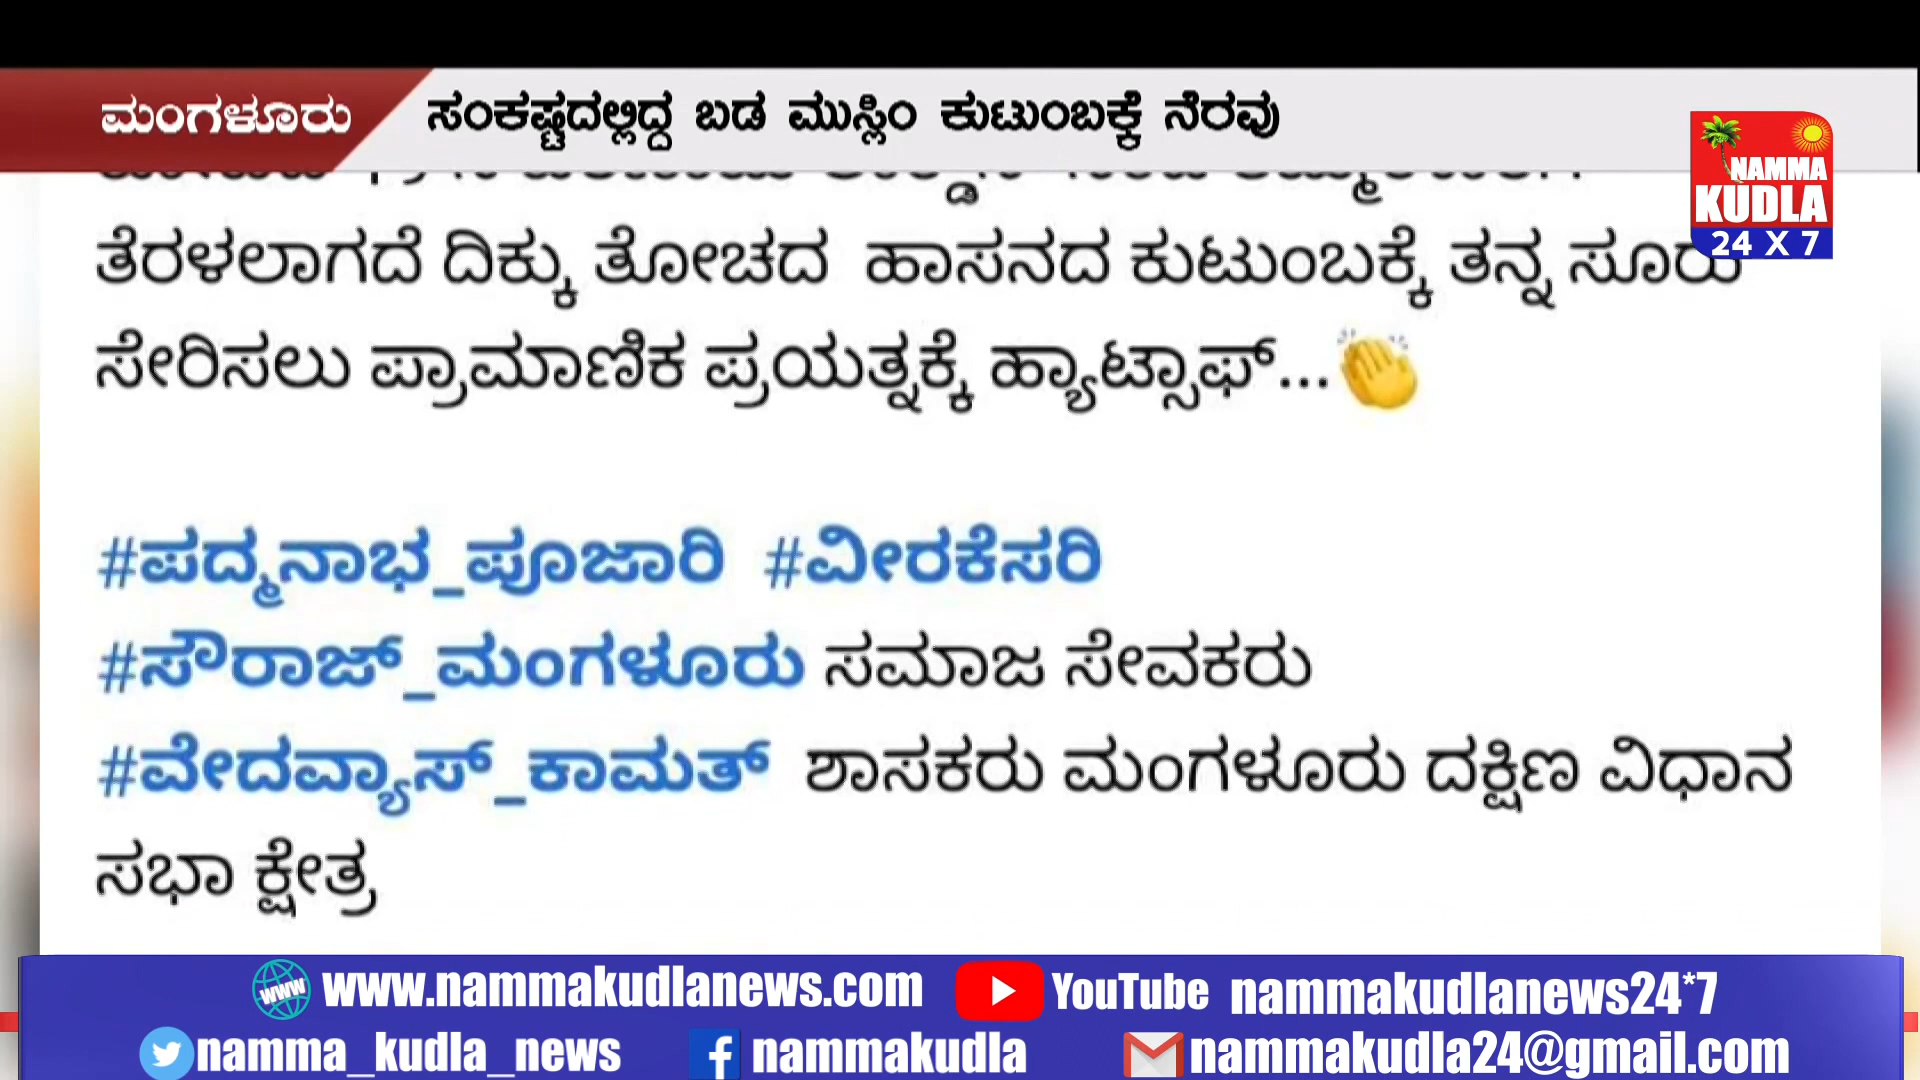 ಮಂಗಳೂರು ಸಂಕಷ್ಟದಲ್ಲಿದ್ದ ಬಡ ಮುಸ್ಲಿಂ ಕುಟುಂಬಕ್ಕೆ ನೆರವು
NAMMA
KUDLA
24 X 7
ತೆರಳಲಾಗದೆ ದಿಕ್ಕು ತೋಚದ ಹಾಸನದ ಕುಟುಂಬಕ್ಕೆ ತನ್ನ ಸೂರು
ಸೇರಿಸಲು ಪ್ರಾಮಾಣಿಕ ಪ್ರಯತ್ನಕ್ಕೆ ಹ್ಯಾಟ್ಸಾಫ್...👏
#ಪದ್ಮನಾಭ_ಪೂಜಾರಿ #ವೀರಕೆಸರಿ
#ಸೌರಾಜ್_ಮಂಗಳೂರು ಸಮಾಜ ಸೇವಕರು
#ವೇದವ್ಯಾಸ್_ಕಾಮತ್ ಶಾಸಕರು ಮಂಗಳೂರು ದಕ್ಷಿಣ ವಿಧಾನ
ಸಭಾ ಕ್ಷೇತ್ರ
www www.nammakudlanews.com YouTube nammakudlanews24*7
namma_kudla_news nammakudla nammakudla24@gmail.com